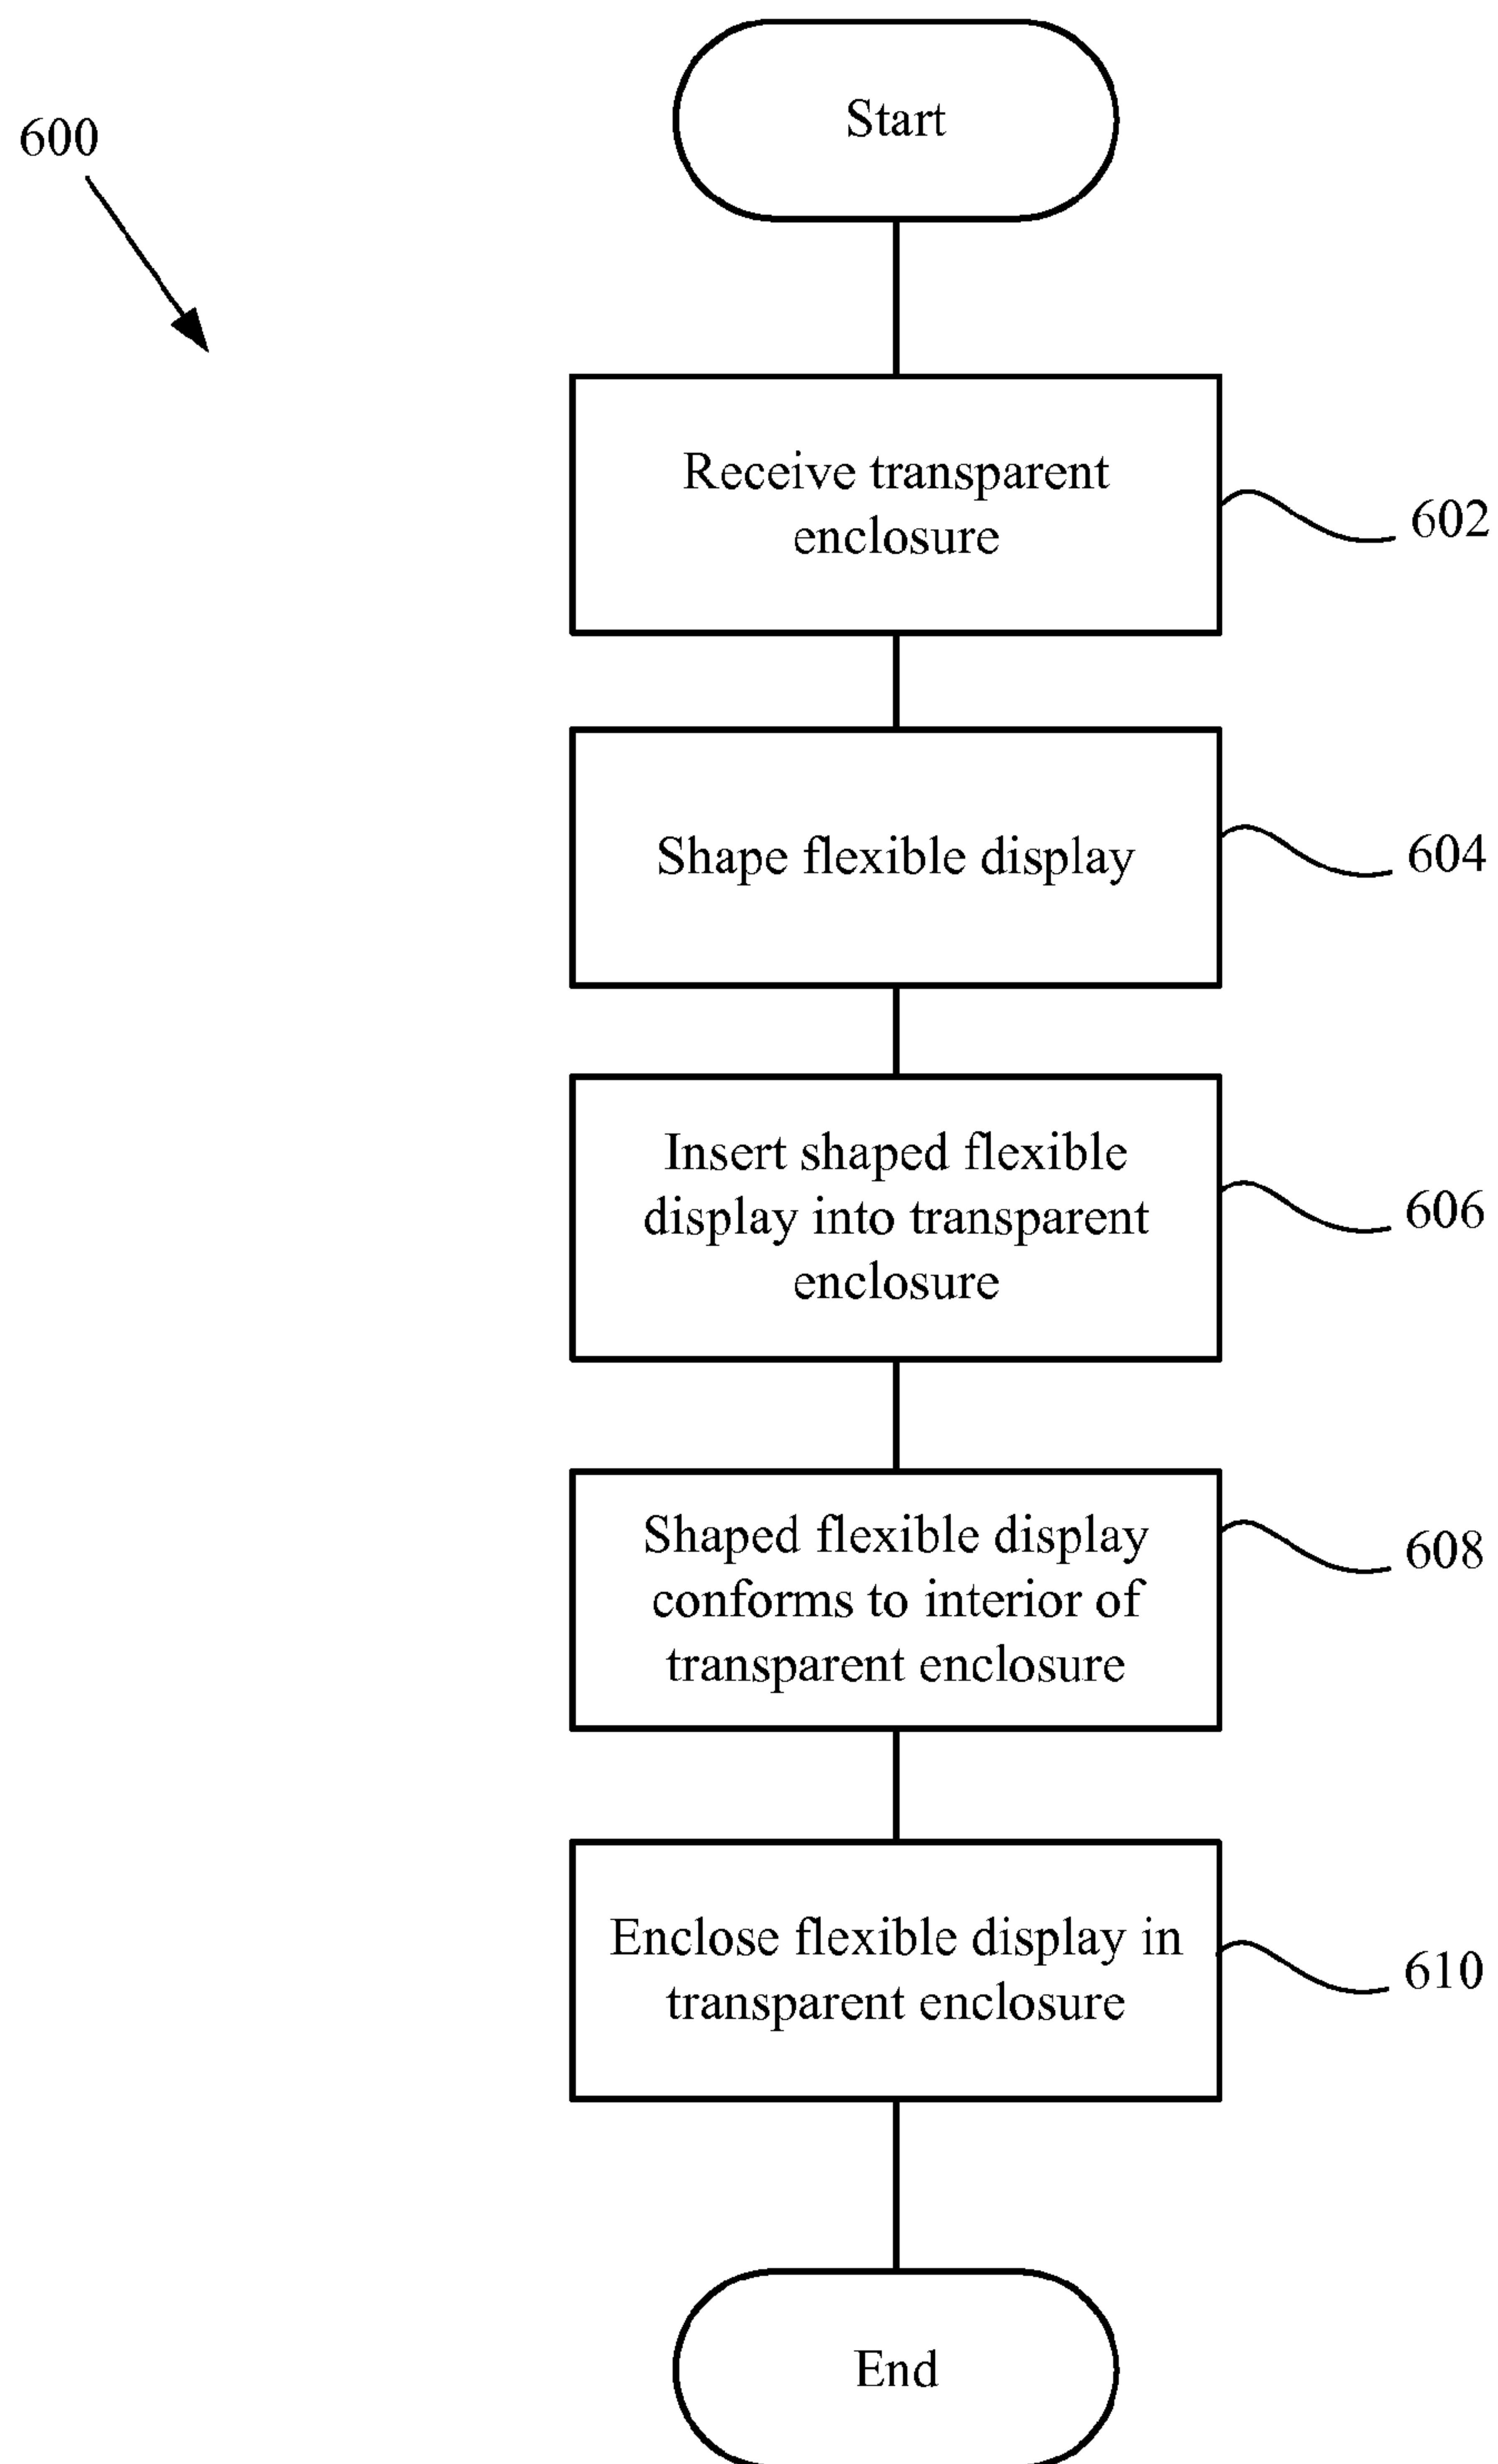 600
Start
Receive transparent
enclosure
602
Shape flexible display
604
Insert shaped flexible
display into transparent
enclosure
606
Shaped flexible display
conforms to interior of
transparent enclosure
608
Enclose flexible display in
transparent enclosure
610
End